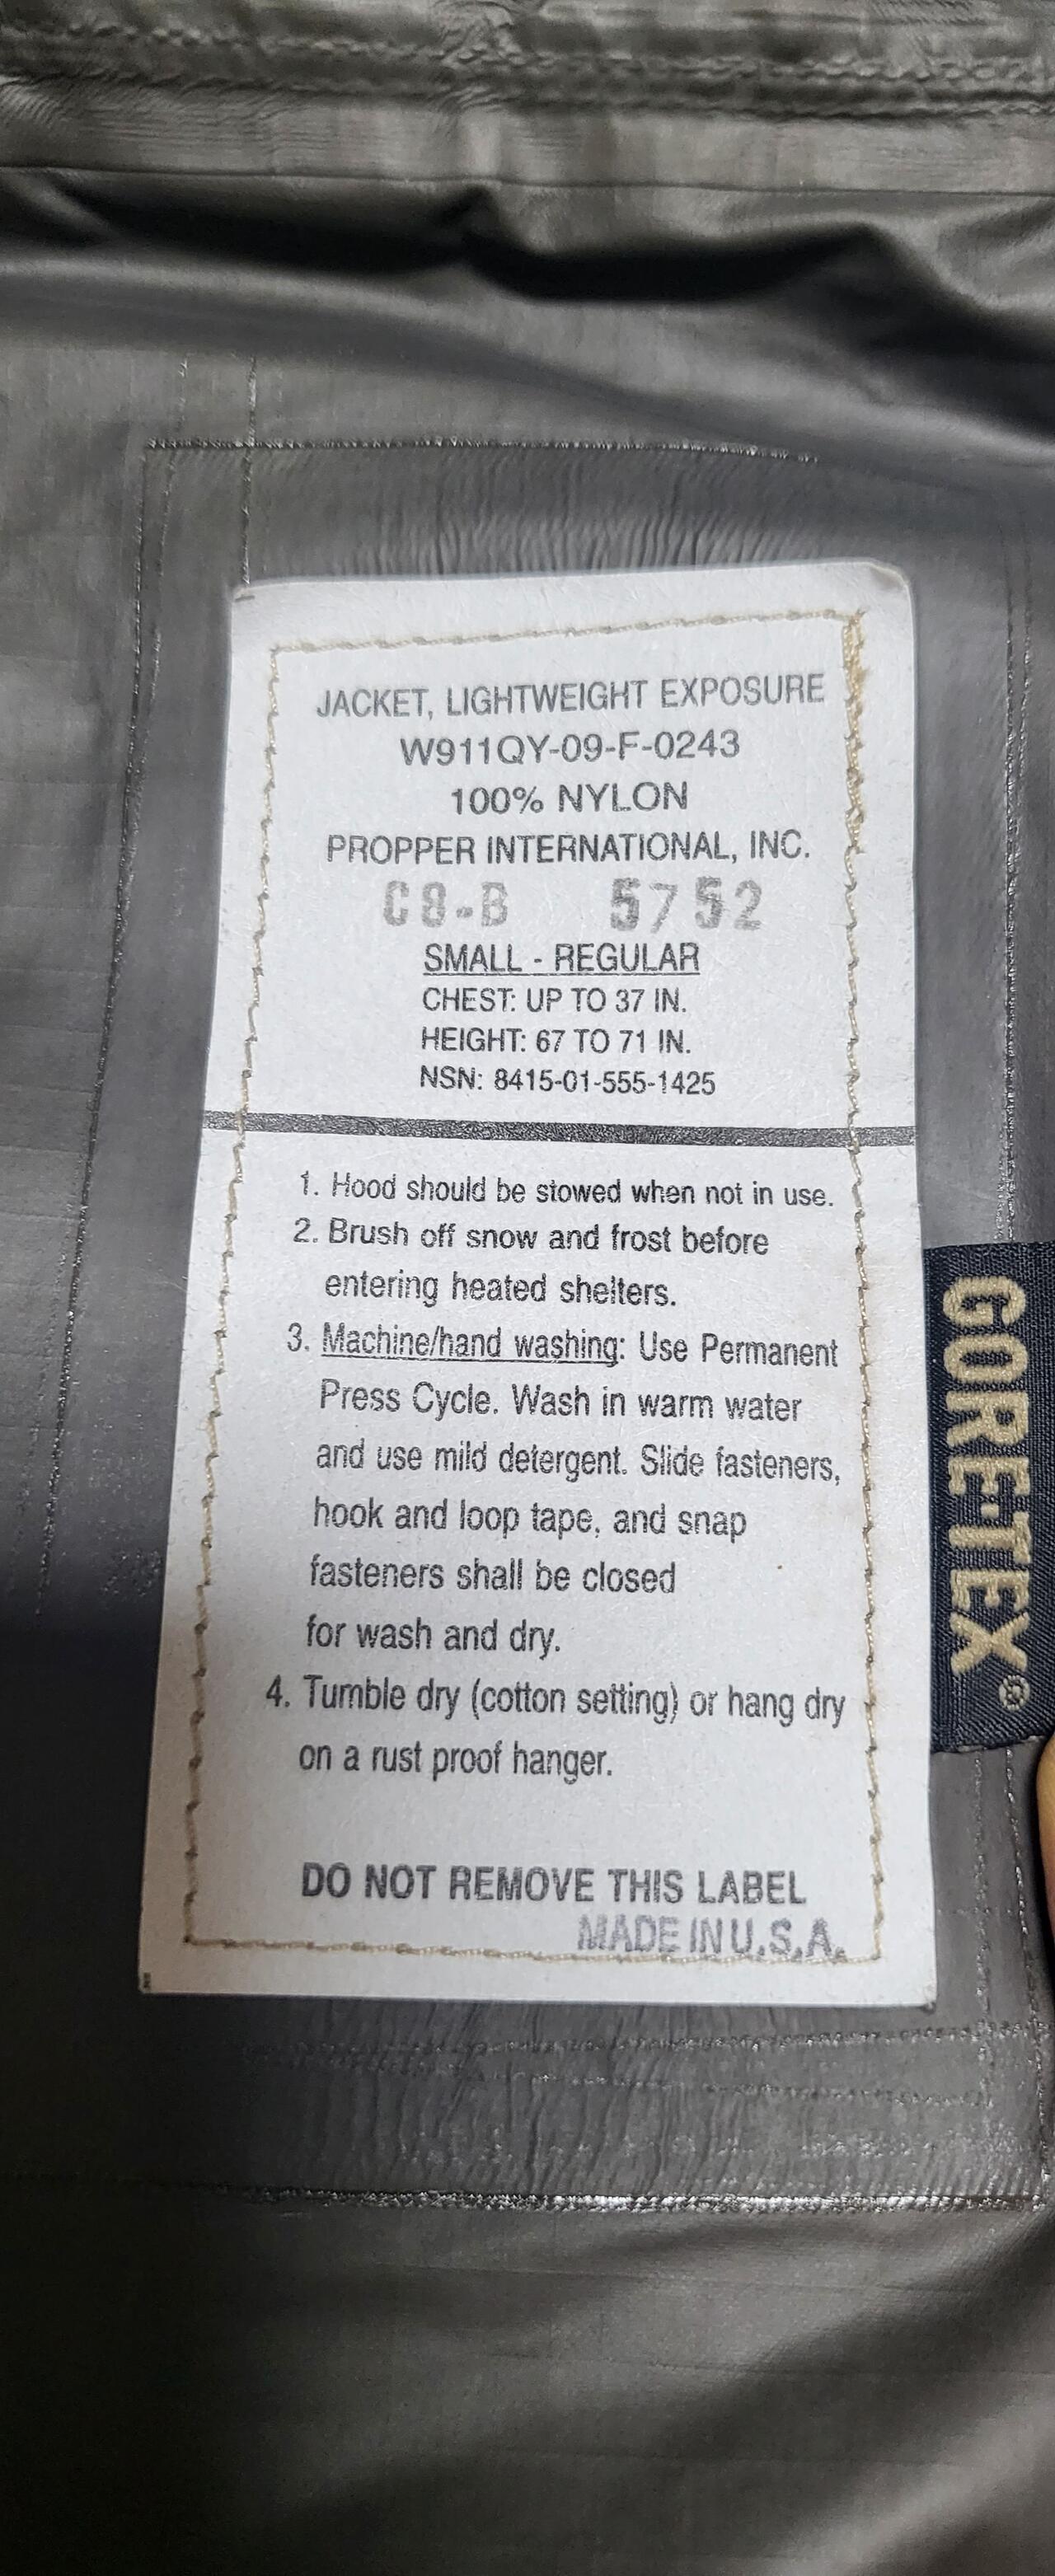 JACKET, LIGHTWEIGHT EXPOSURE
W911QY-09-F-0243
100% NYLON
PROPPER INTERNATIONAL, INC.
C8-B 5752
SMALL - REGULAR
CHEST: UP TO 37 IN.
HEIGHT: 67 TO 71 IN.
NSN: 8415-01-555-1425
1. Hood should be stowed when not in use.
2. Brush off snow and frost before
entering heated shelters.
3. Machine/hand washing: Use Permanent
Press Cycle. Wash in warm water
and use mild detergent. Slide fasteners,
hook and loop tape, and snap
fasteners shall be closed
for wash and dry.
4. Tumble dry (cotton setting) or hang dry
on a rust proof hanger.
DO NOT REMOVE THIS LABEL
MADE IN U.S.A.
GORE-TEX®